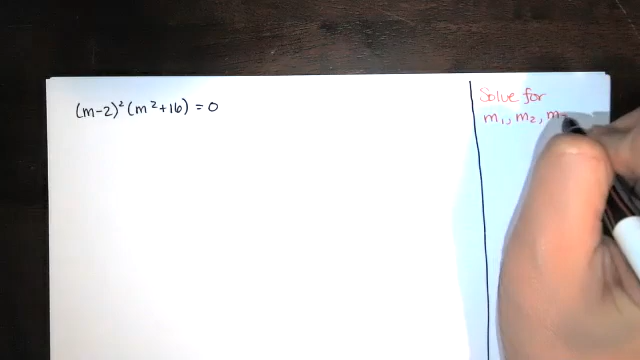 (m-2)² (m²+16) = 0
Solve for
m₁, m₂, m